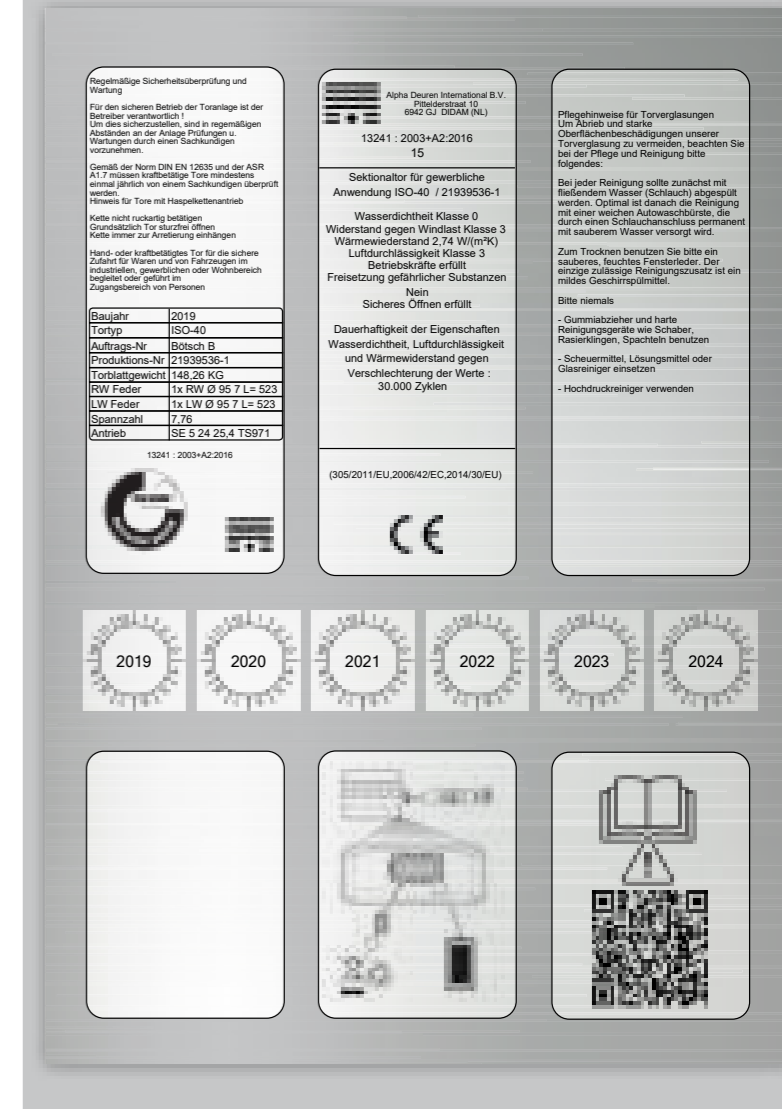 Regelmäßige Sicherheitsüberprüfung und
Wartung
Für den sicheren Betrieb der Toranlage ist der
Betreiber verantwortlich !
Um dies sicherzustellen, sind in regemäßigen
Abständen an der Anlage Prüfungen u.
Wartungen durch einen Sachkundigen
vorzunehmen.
Gemäß der Norm DIN EN 12635 und der ASR
A1.7 müssen kraftbetätige Tore mindestens
einmal jährlich von einem Sachkundigen überprüft
werden.
Hinweis für Tore mit Haspelkettenantrieb
Kette nicht ruckartig betätigen
Grundsätzlich Tor sturzfrei öffnen
Kette immer zur Arretierung einhängen
Hand- oder kraftbetätigtes Tor für die sichere
Zufahrt für Waren und von Fahrzeugen im
industriellen, gewerblichen oder Wohnbereich
begleitet oder geführt im
Zugangsbereich von Personen
Baujahr 2019
Tortyp ISO-40
Auftrags-Nr Bötsch B
Produktions-Nr 21939536-1
Torblattgewicht 148,26 KG
RW Feder 1x RW Ø 95 7 L= 523
LW Feder 1x LW Ø 95 7 L= 523
Spannzahl 7,76
Antrieb SE 5 24 25,4 TS971
13241 : 2003+A2:2016
Alpha Deuren International B.V.
Pittelderstraat 10
6942 GJ DIDAM (NL)
13241 : 2003+A2:2016
15
Sektionaltor für gewerbliche
Anwendung ISO-40 / 21939536-1
Wasserdichtheit Klasse 0
Widerstand gegen Windlast Klasse 3
Wärmewiederstand 2,74 W/(m²K)
Luftdurchlässigkeit Klasse 3
Betriebskräfte erfüllt
Freisetzung gefährlicher Substanzen
Nein
Sicheres Öffnen erfüllt
Dauerhaftigkeit der Eigenschaften
Wasserdichtheit, Luftdurchlässigkeit
und Wärmewiderstand gegen
Verschlechterung der Werte :
30.000 Zyklen
(305/2011/EU,2006/42/EC,2014/30/EU)
CE
Pflegehinweise für Torverglasungen
Um Abrieb und starke
Oberflächenbeschädigungen unserer
Torverglasung zu vermeiden, beachten Sie
bei der Pflege und Reinigung bitte
folgendes:
Bei jeder Reinigung sollte zunächst mit
fließendem Wasser (Schlauch) abgespült
werden. Optimal ist danach die Reinigung
mit einer weichen Autowaschbürste, die
durch einen Schlauchanschluss permanent
mit sauberem Wasser versorgt wird.
Zum Trocknen benutzen Sie bitte ein
sauberes, feuchtes Fensterleder. Der
einzige zulässige Reinigungszusatz ist ein
mildes Geschirrspülmittel.
Bitte niemals
- Gummiabzieher und harte
Reinigungsgeräte wie Schaber,
Rasierklingen, Spachteln benutzen
- Scheuermittel, Lösungsmittel oder
Glasreiniger einsetzen
- Hochdruckreiniger verwenden
2019 2020 2021 2022 2023 2024